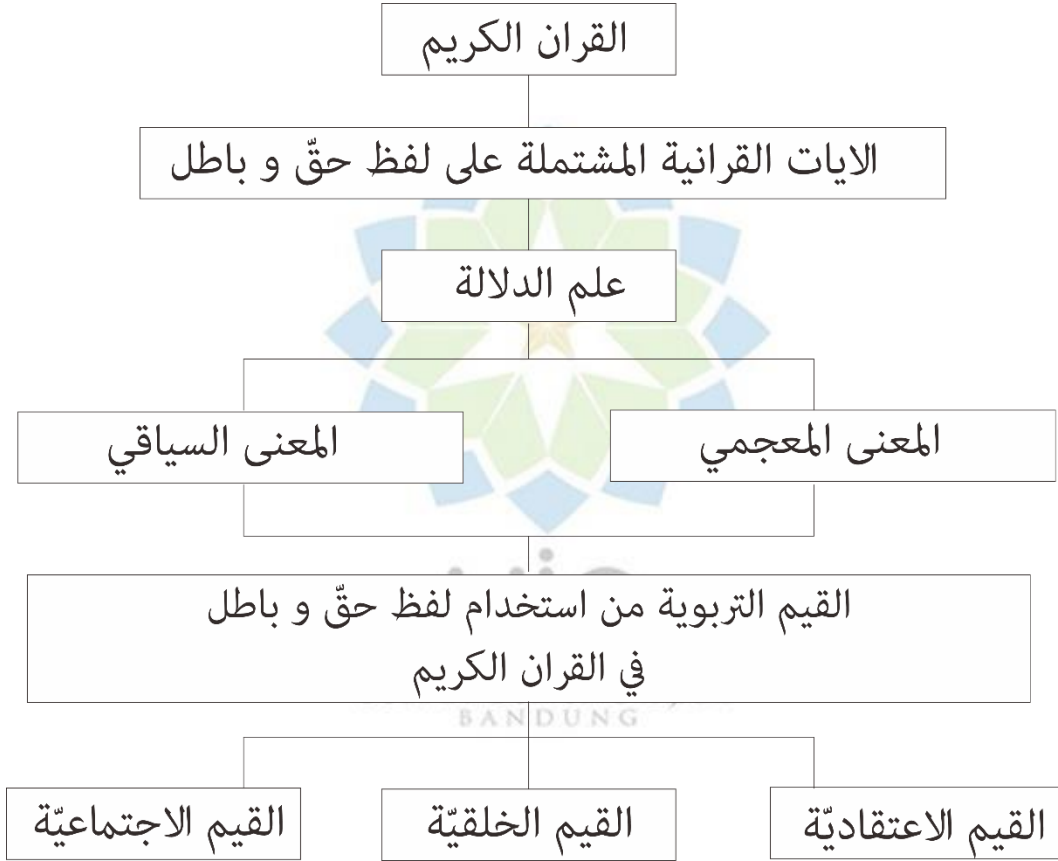 القران الكريم
الايات القرانية المشتملة على لفظ حقّ و باطل
علم الدلالة
المعنى المعجمي
المعنى السياقي
القيم التربوية من استخدام لفظ حقّ و باطل
في القران الكريم
BANDUNG
القيم الاعتقاديّة
القيم الخلقيّة
القيم الاجتماعيّة